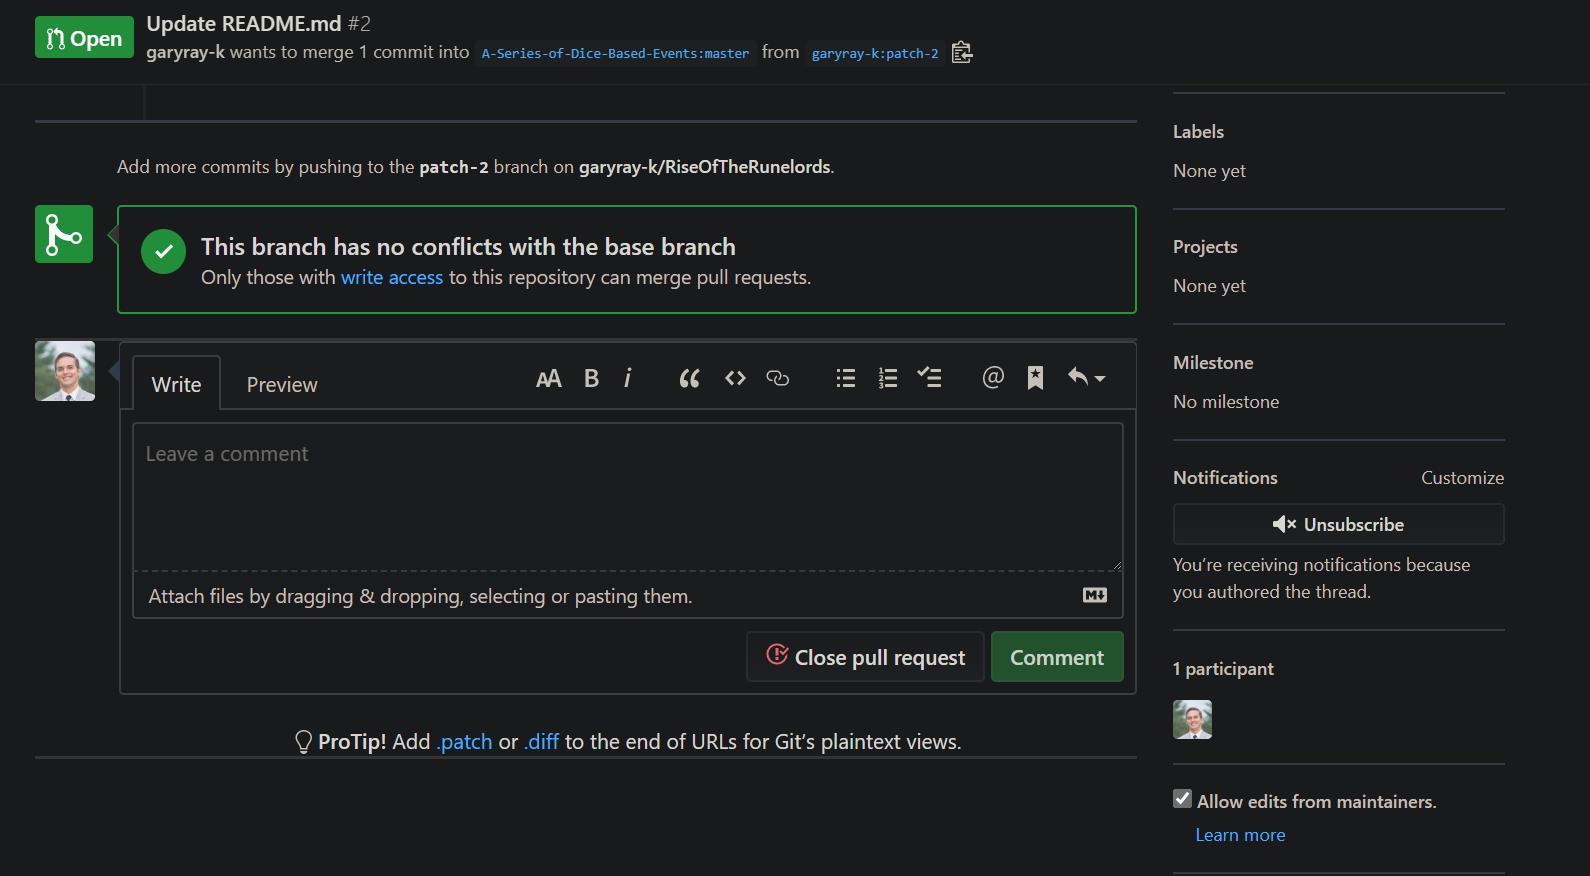 Open
Update README.md #2
garyray-k wants to merge 1 commit into A-Series-of-Dice-Based-Events:master from garyray-k:patch-2
Add more commits by pushing to the patch-2 branch on garyray-k/RiseOfTheRunelords.
This branch has no conflicts with the base branch
Only those with write access to this repository can merge pull requests.
Write
Preview
AA B i
Leave a comment
Attach files by dragging & dropping, selecting or pasting them.
Close pull request
Comment
ProTip! Add .patch or .diff to the end of URLs for Git's plaintext views.
Labels
None yet
Projects
None yet
Milestone
No milestone
Notifications
Customize
Unsubscribe
You're receiving notifications because
you authored the thread.
1 participant
Allow edits from maintainers.
Learn more